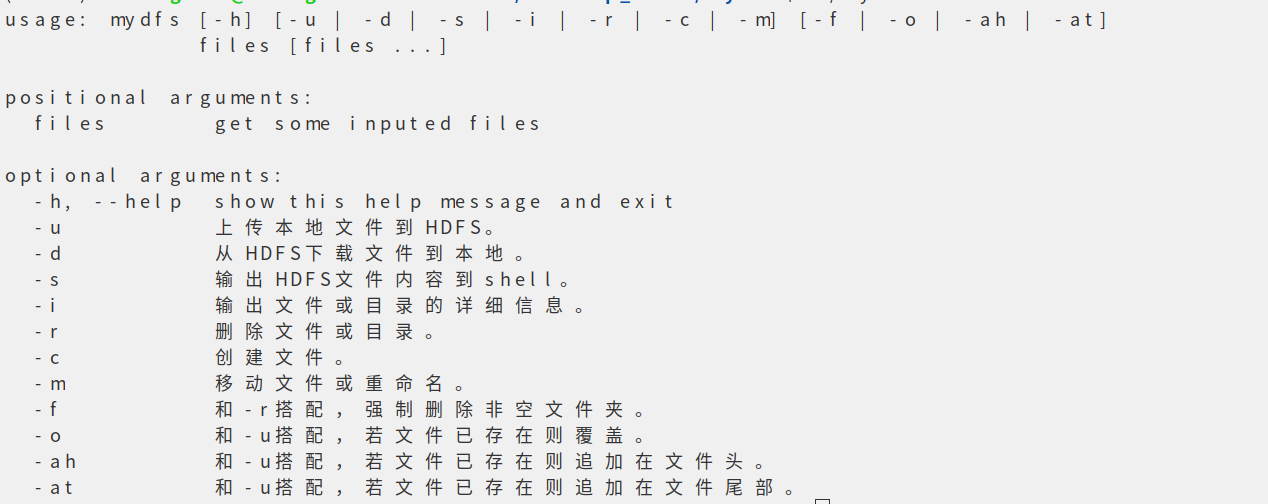 usage: mydfs [-h] [-u | -d | -s | -i | -r | -c | -m] [-f | -o | -ah | -at]
files [files ...]
positional arguments:
files get some inputed files
optional arguments:
-h, --help show this help message and exit
-u 上传本地文件到HDFS。
-d 从HDFS下载文件到本地。
-s 输出HDFS文件内容到shell。
-i 输出文件或目录的详细信息。
-r 删除文件或目录。
-c 创建文件。
-m 移动文件或重命名。
-f 和-r搭配，强制删除非空文件夹。
-o 和-u搭配，若文件已存在则覆盖。
-ah 和-u搭配，若文件已存在则追加在文件头。
-at 和-u搭配，若文件已存在则追加在文件尾部。